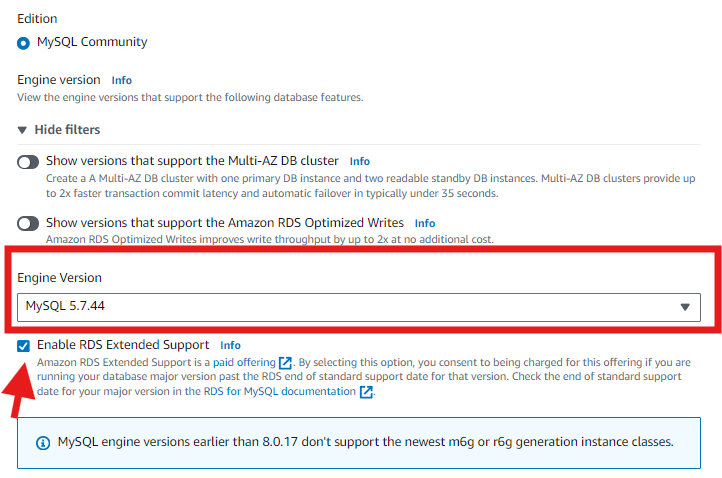 Edition
MySQL Community
Engine version Info
View the engine versions that support the following database features.
Hide filters
Show versions that support the Multi-AZ DB cluster Info
Create a A Multi-AZ DB cluster with one primary DB instance and two readable standby DB instances. Multi-AZ DB clusters provide up
to 2x faster transaction commit latency and automatic failover in typically under 35 seconds.
Show versions that support the Amazon RDS Optimized Writes Info
Amazon RDS Optimized Writes improves write throughput by up to 2x at no additional cost.
Engine Version
MySQL 5.7.44
Enable RDS Extended Support Info
Amazon RDS Extended Support is a paid offering. By selecting this option, you consent to being charged for this offering if you are
running your database major version past the RDS end of standard support date for that version. Check the end of standard support
date for your major version in the RDS for MySQL documentation.
MySQL engine versions earlier than 8.0.17 don't support the newest m6g or r6g generation instance classes.